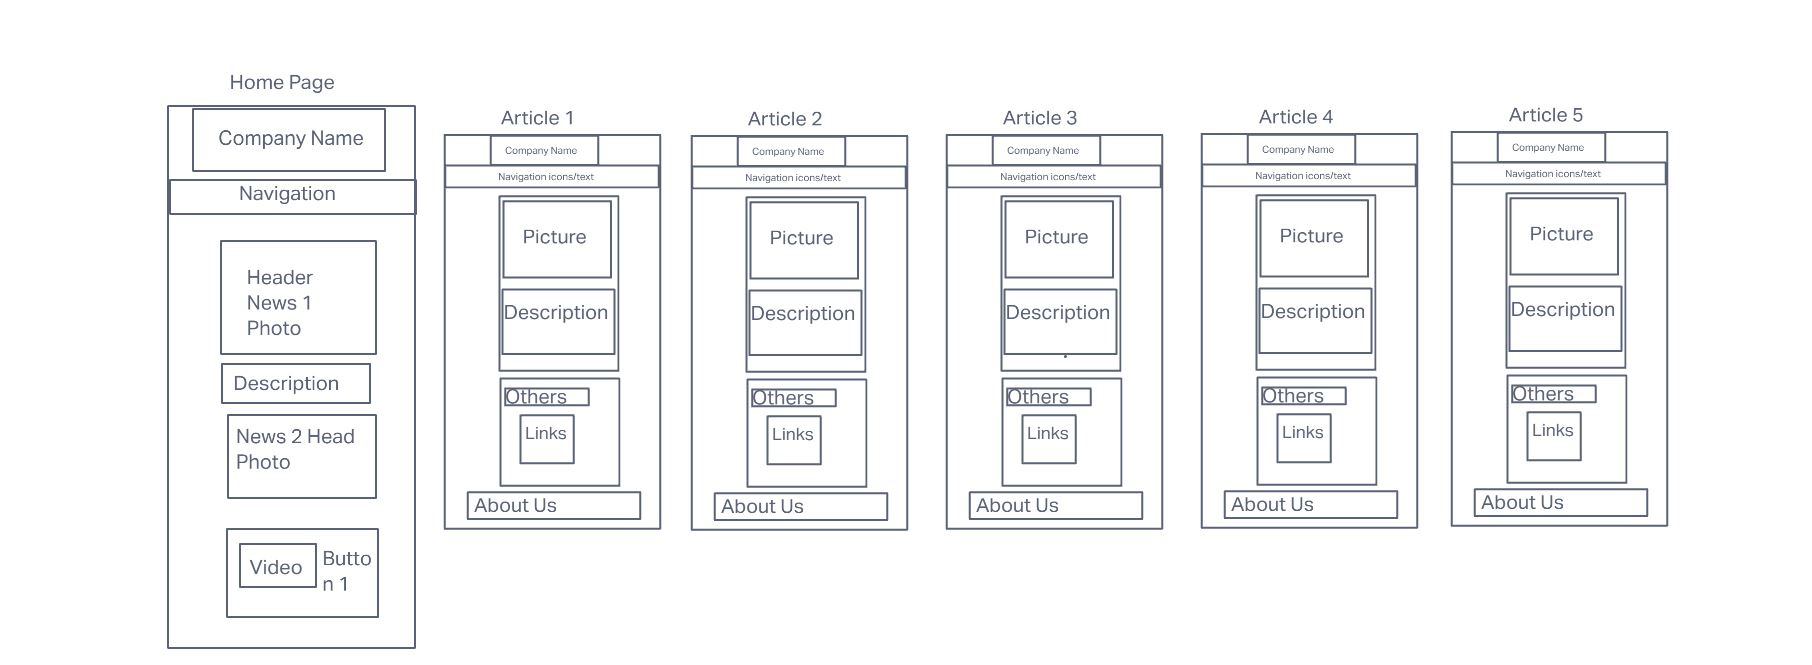 Home Page
Company Name
Navigation
Header
News 1
Photo
Description
News 2 Head
Photo
Video
Butto
n 1
Article 1
Company Name
Navigation icons/text
Picture
Description
Others
Links
About Us
Article 2
Company Name
Navigation icons/text
Picture
Description
Others
Links
About Us
Article 3
Company Name
Navigation icons/text
Picture
Description
Others
Links
About Us
Article 4
Company Name
Navigation icons/text
Picture
Description
Others
Links
About Us
Article 5
Company Name
Navigation icons/text
Picture
Description
Others
Links
About Us